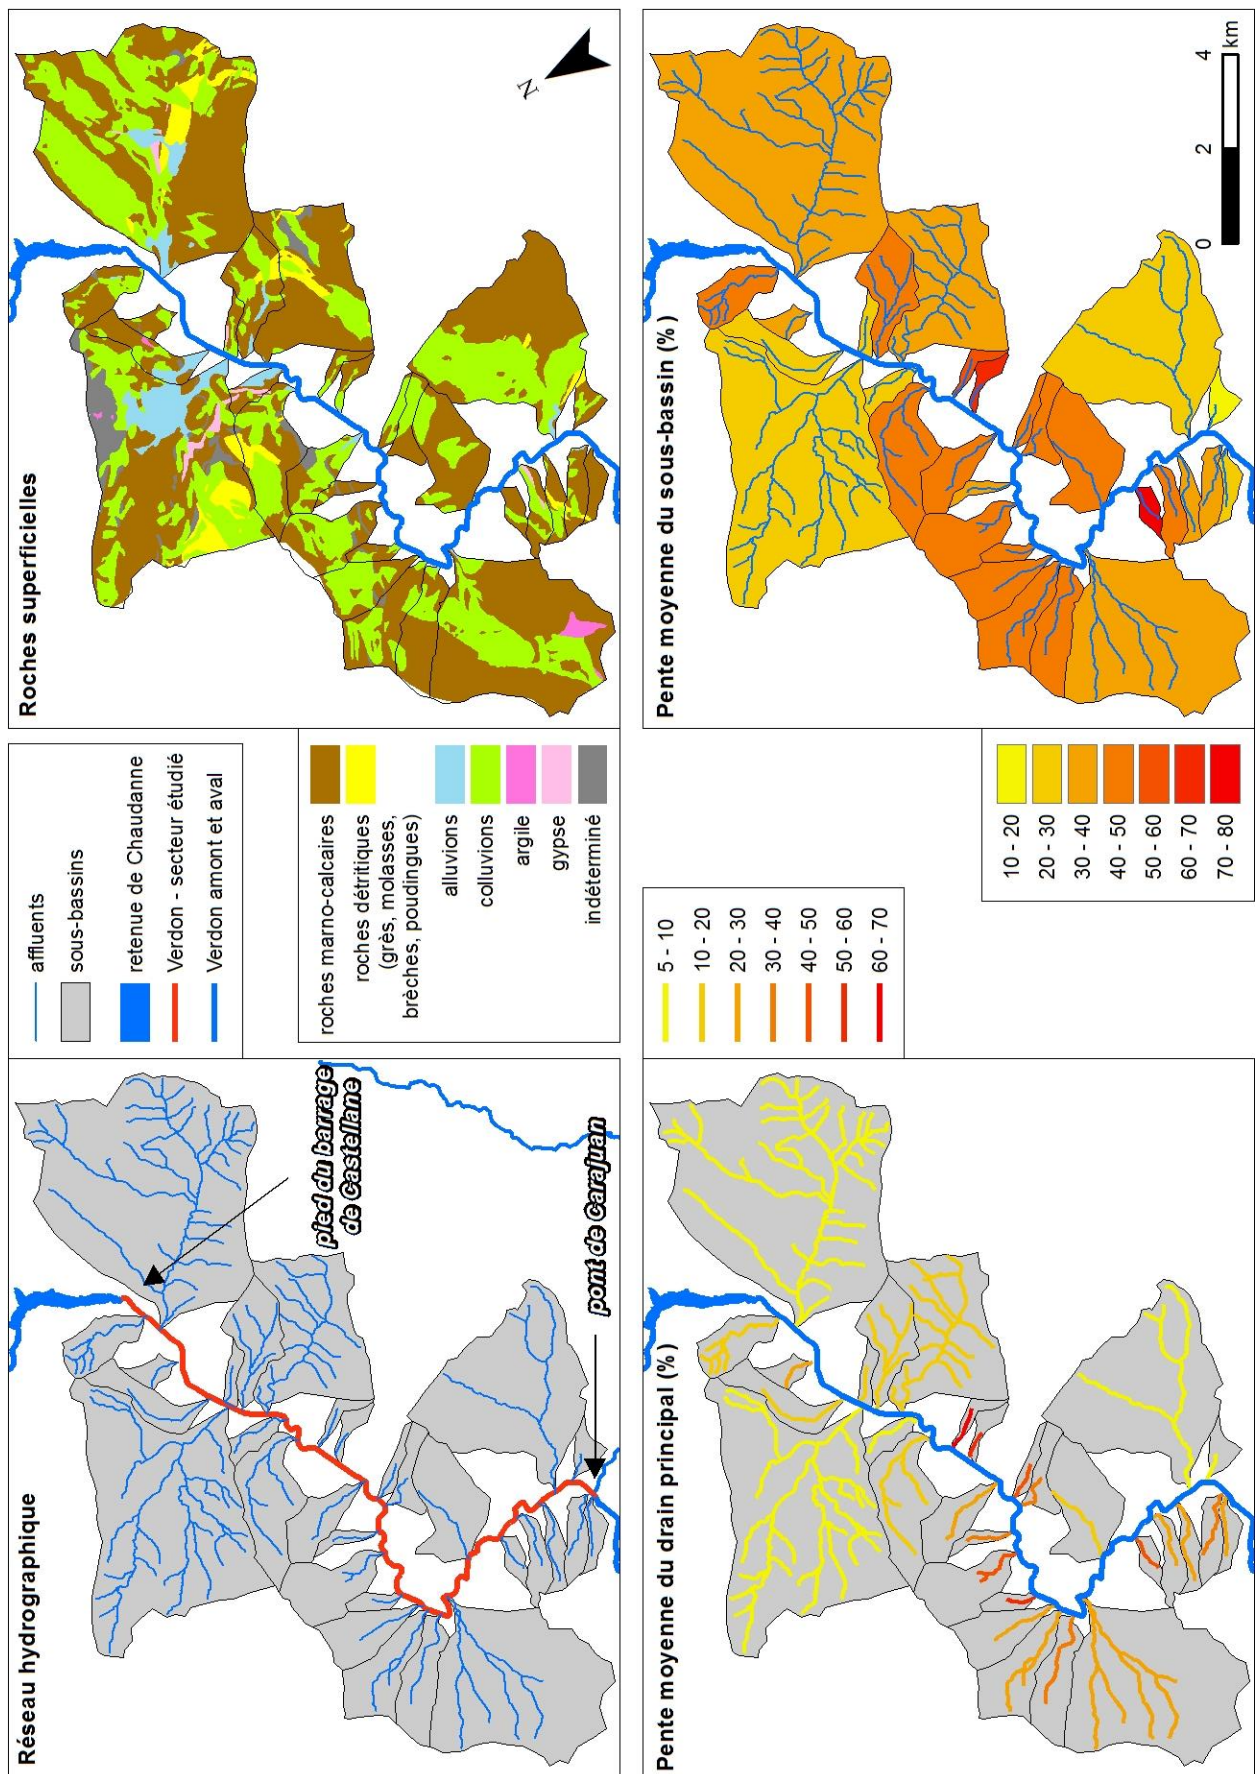 Réseau hydrographique
pied du barrage
de Castellane
pont de Carajuan
affluents
sous-bassins
retenue de Chaudanne
Verdon - secteur étudié
Verdon amont et aval
Roches superficielles
N
roches marno-calcaires
roches détritiques
(grès, molasses,
brèches, poudingues)
alluvions
colluvions
argile
gypse
indéterminé
Pente moyenne du drain principal (%)
5 - 10
10 - 20
20 - 30
30 - 40
40 - 50
50 - 60
60 - 70
Pente moyenne du sous-bassin (%)
10 - 20
20 - 30
30 - 40
40 - 50
50 - 60
60 - 70
70 - 80
0 2 4
km